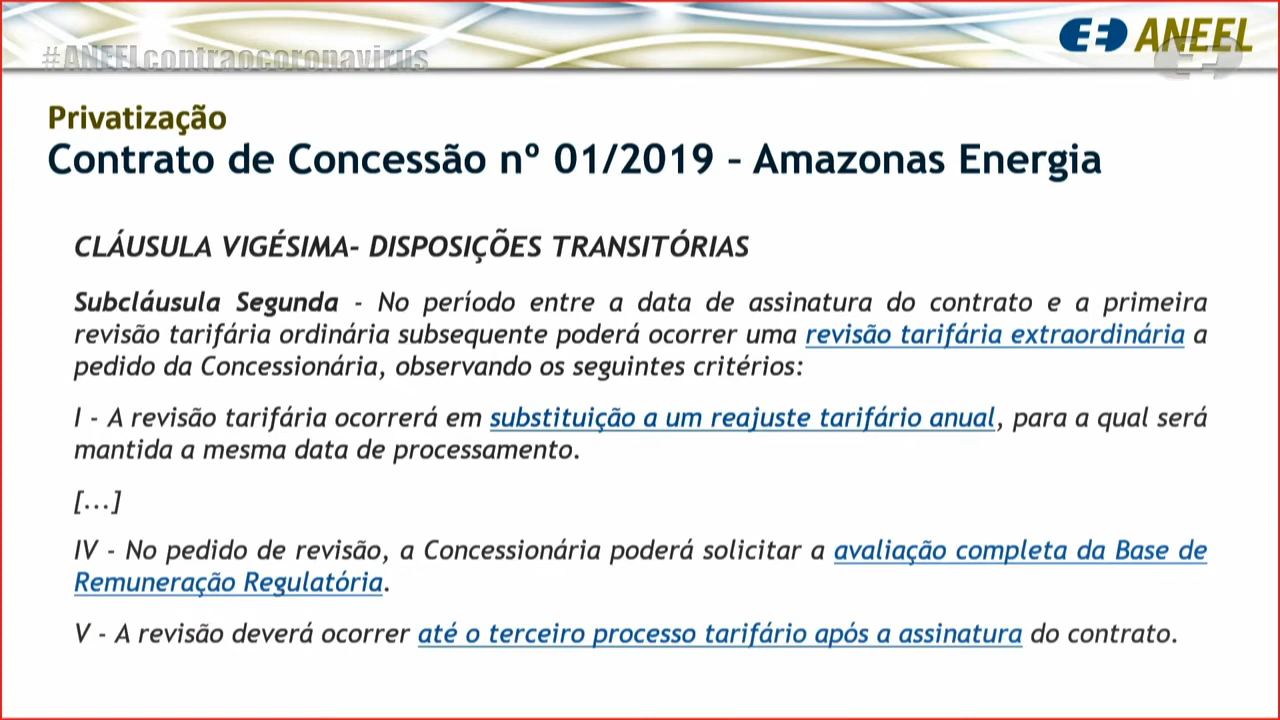 #ANEELcontraocoronavirus
ANEEL
Privatização
Contrato de Concessão nº 01/2019 – Amazonas Energia
CLÁUSULA VIGÉSIMA– DISPOSIÇÕES TRANSITÓRIAS
Subcláusula Segunda - No período entre a data de assinatura do contrato e a primeira
revisão tarifária ordinária subsequente poderá ocorrer uma revisão tarifária extraordinária a
pedido da Concessionária, observando os seguintes critérios:
I - A revisão tarifária ocorrerá em substituição a um reajuste tarifário anual, para a qual será
mantida a mesma data de processamento.
[...]
IV - No pedido de revisão, a Concessionária poderá solicitar a avaliação completa da Base de
Remuneração Regulatória.
V - A revisão deverá ocorrer até o terceiro processo tarifário após a assinatura do contrato.